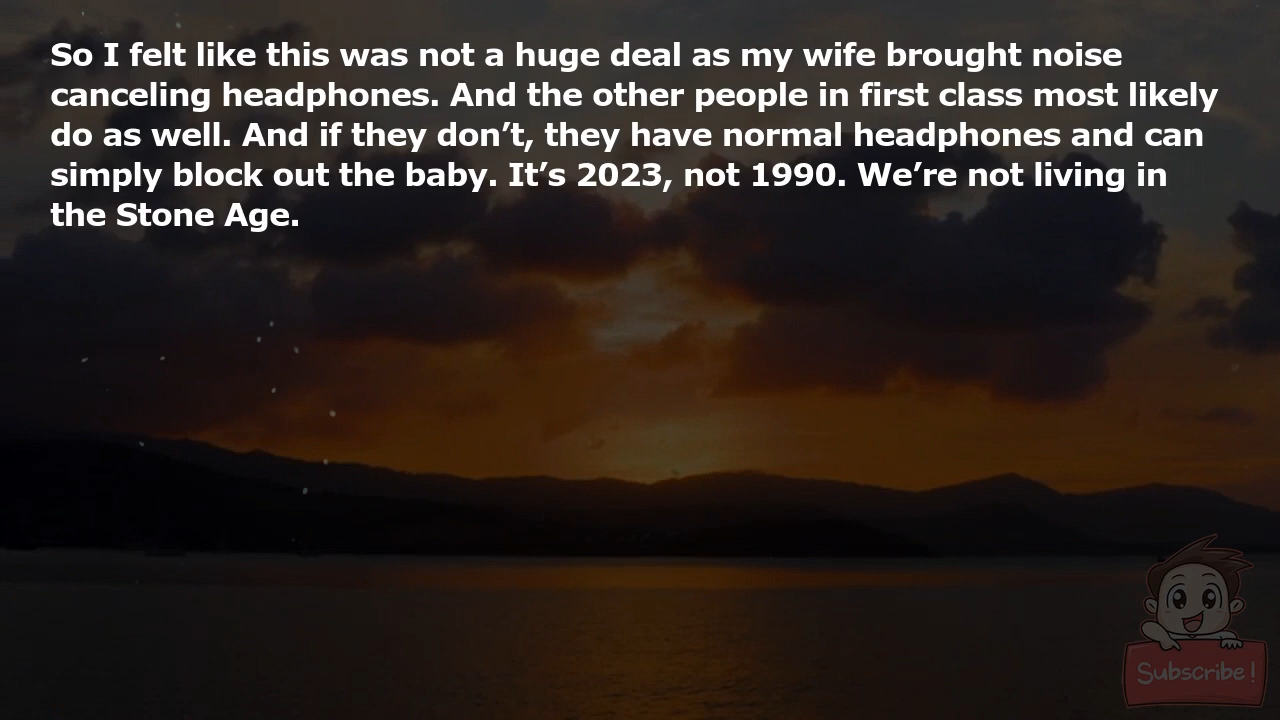 So I felt like this was not a huge deal as my wife brought noise
canceling headphones. And the other people in first class most likely
do as well. And if they don’t, they have normal headphones and can
simply block out the baby. It’s 2023, not 1990. We’re not living in
the Stone Age.
Subscribe!